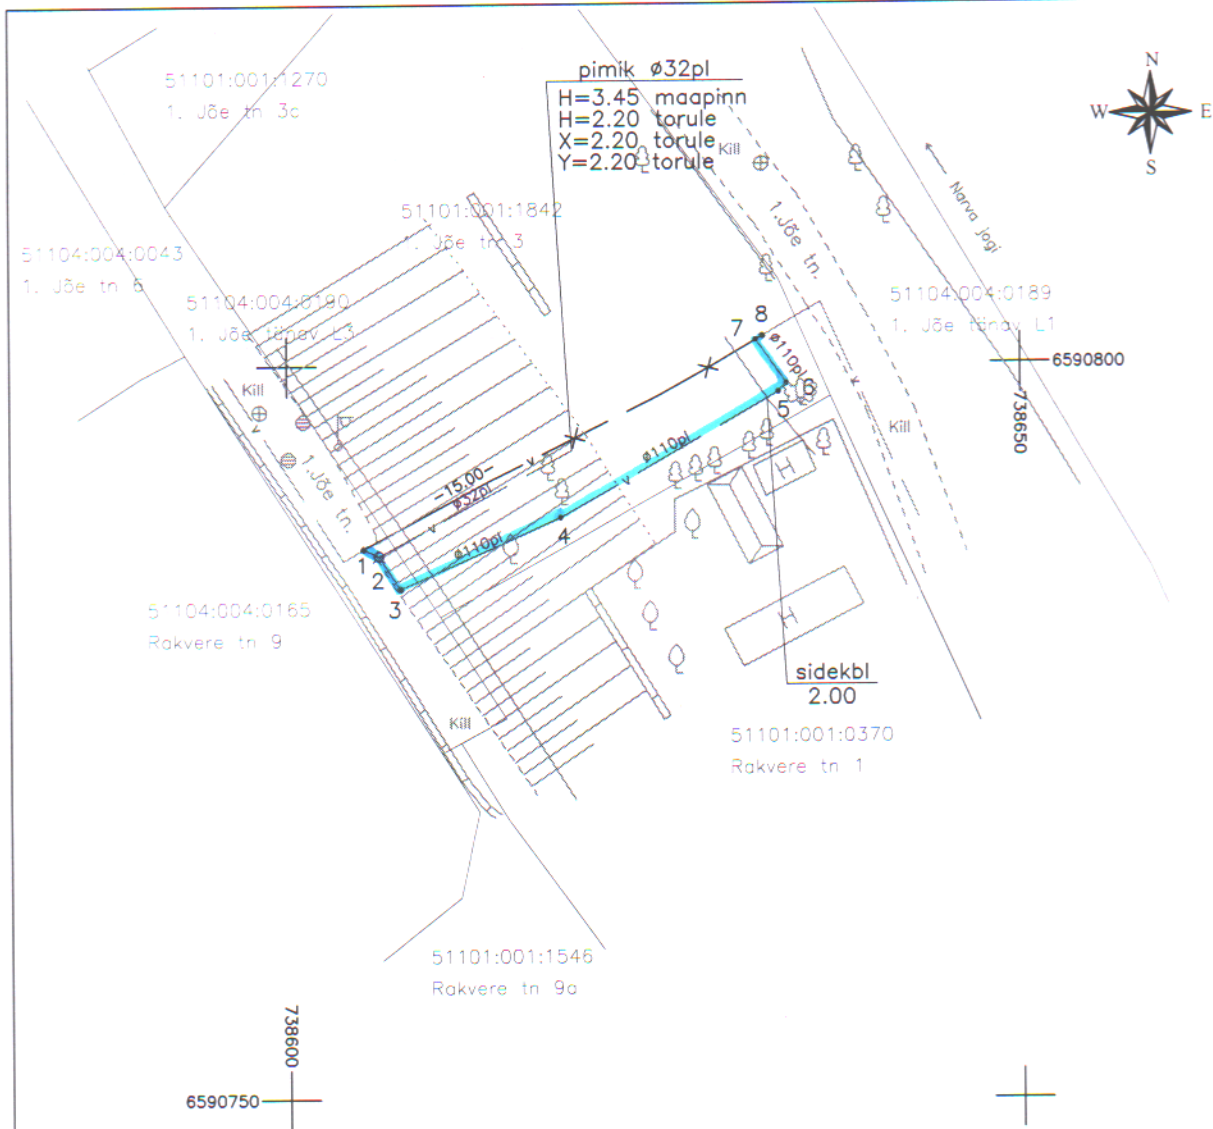 pimik ø32pl
H=3.45 maapinn
H=2.20 torule
X=2.20 torule
Y=2.20 torule
N
W
E
S
51101:001:1270
1. Jõe tn 3c
Kill
Narva jõgi
1.Jõe tn.
51101:001:1842
1. Jõe tn 3
51104:004:0043
1. Jõe tn 6
51104:004:0190
1. Jõe tänav L3
51104:004:0189
1. Jõe tänav L1
8
7
ø110pl
6590800
738650
6
5
Kill
Kill
ø110pl
H
1.Jõe tn.
-15.00-
ø32pl
4
ø110pl
1
2
3
51104:004:0165
Rakvere tn 9
H
sidekbl
2.00
Kill
51101:001:0370
Rakvere tn 1
51101:001:1546
Rakvere tn 9a
738600
6590750